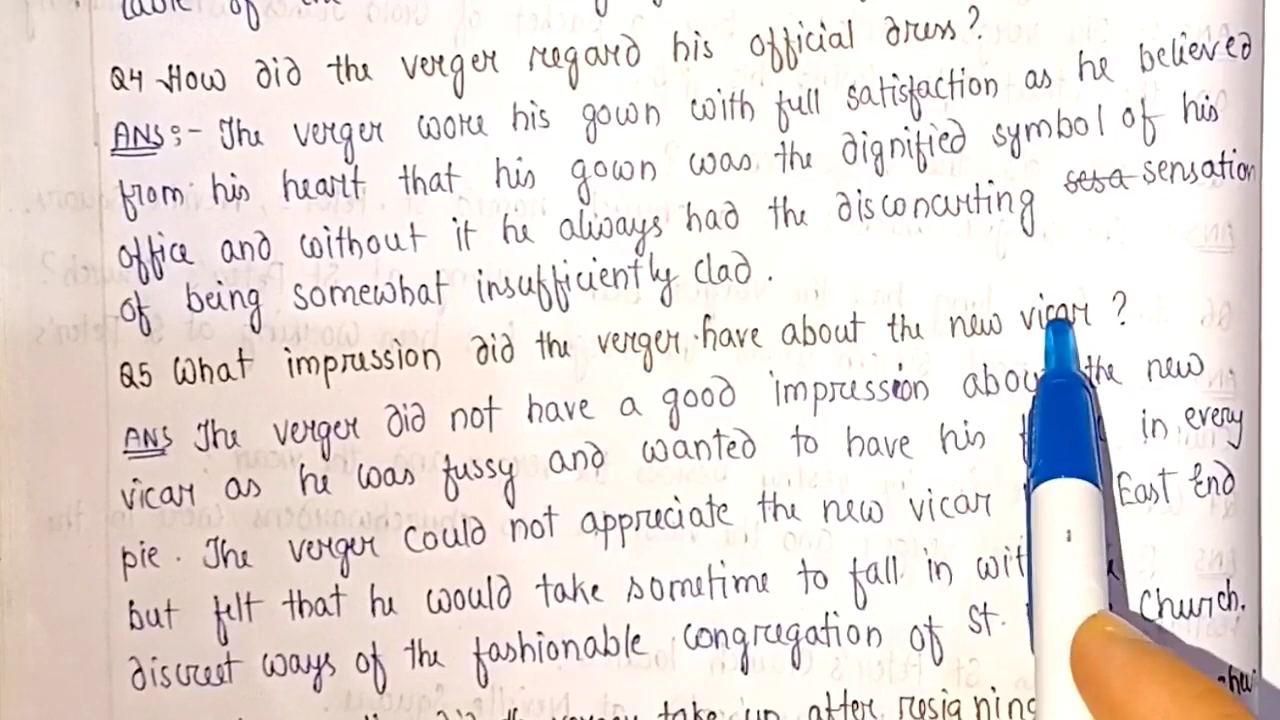 Q4 How did the verger regard his official dress?
ANS:- The verger wore his gown with full satisfaction as he believed
from his heart that his gown was the dignified symbol of his
office and without it he always had the disconcurting sensation
of being somewhat insufficiently clad.
Q5 What impression did the verger have about the new vicar?
ANS The verger did not have a good impression about the new
vicar as he was fussy and wanted to have his in every
pie. The verger could not appreciate the new vicar East End
but felt that he would take sometime to fall in
discreet ways of the fashionable congregation of St. Church.
take up after resigning